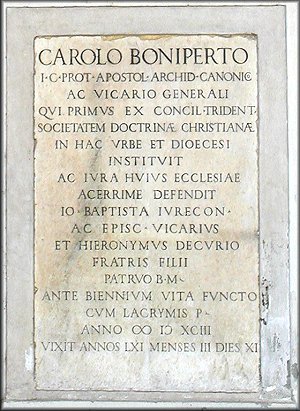 CAROLO BONIPERTO
I·C·PROT·APOSTOL·ARCHID·CANONIC
AC VICARIO GENERALI
QVI PRIMVS EX CONCIL·TRIDENT·
SOCIETATEM DOCTRINÆ CHRISTIANÆ
IN HAC VRBE ET DIOECESI
INSTITVIT
AC IVRA HVIVS ECCLESIAE
ACERRIME DEFENDIT
IO·BAPTISTA IVRECON·
AC EPISC·VICARIVS
ET HIERONYMVS DECVRIO
FRATRIS FILII
PATRVO B·M·
ANTE BIENNIVM VITA FVNCTO
CVM LACRYMIS P·
ANNO ⅭⅠƆ IƆ XCIII
VIXIT ANNOS LXI MENSES III DIES XI